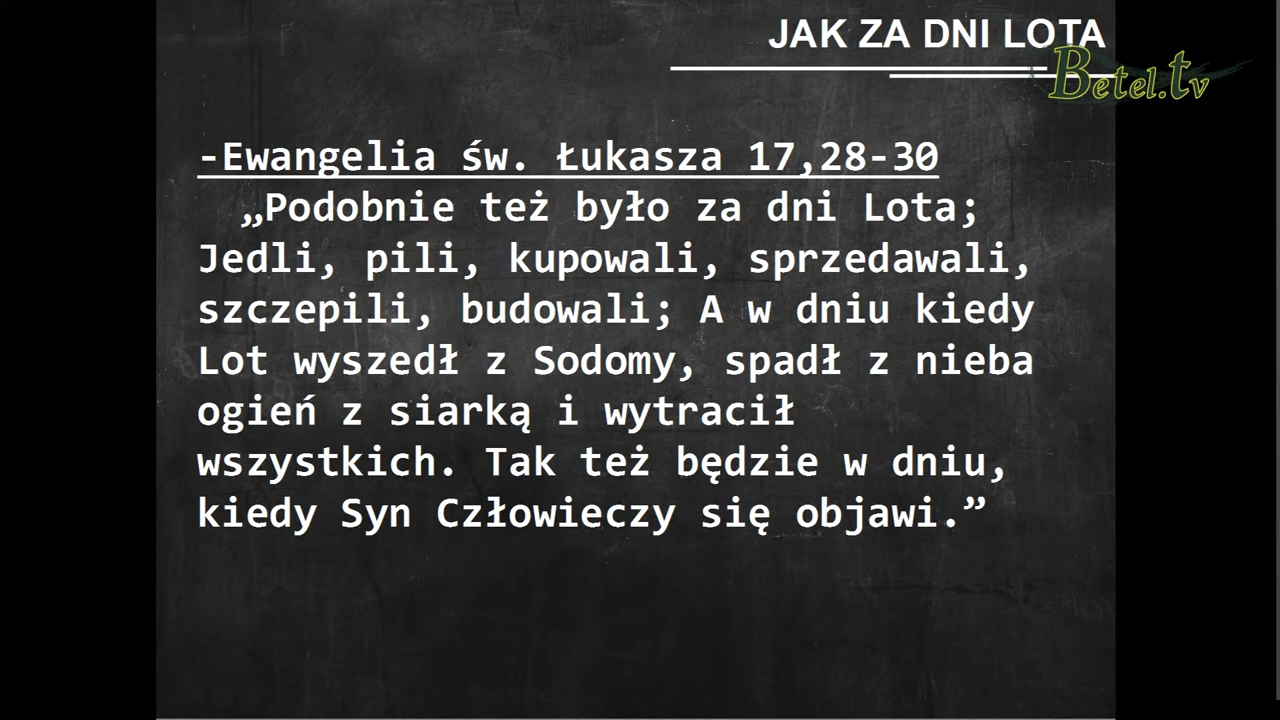 JAK ZA DNI LOTA
Betel.tv
-Ewangelia św. Łukasza 17,28-30
„Podobnie też było za dni Lota;
Jedli, pili, kupowali, sprzedawali,
szczepili, budowali; A w dniu kiedy
Lot wyszedł z Sodomy, spadł z nieba
ogień z siarką i wytracił
wszystkich. Tak też będzie w dniu,
kiedy Syn Człowieczy się objawi.”